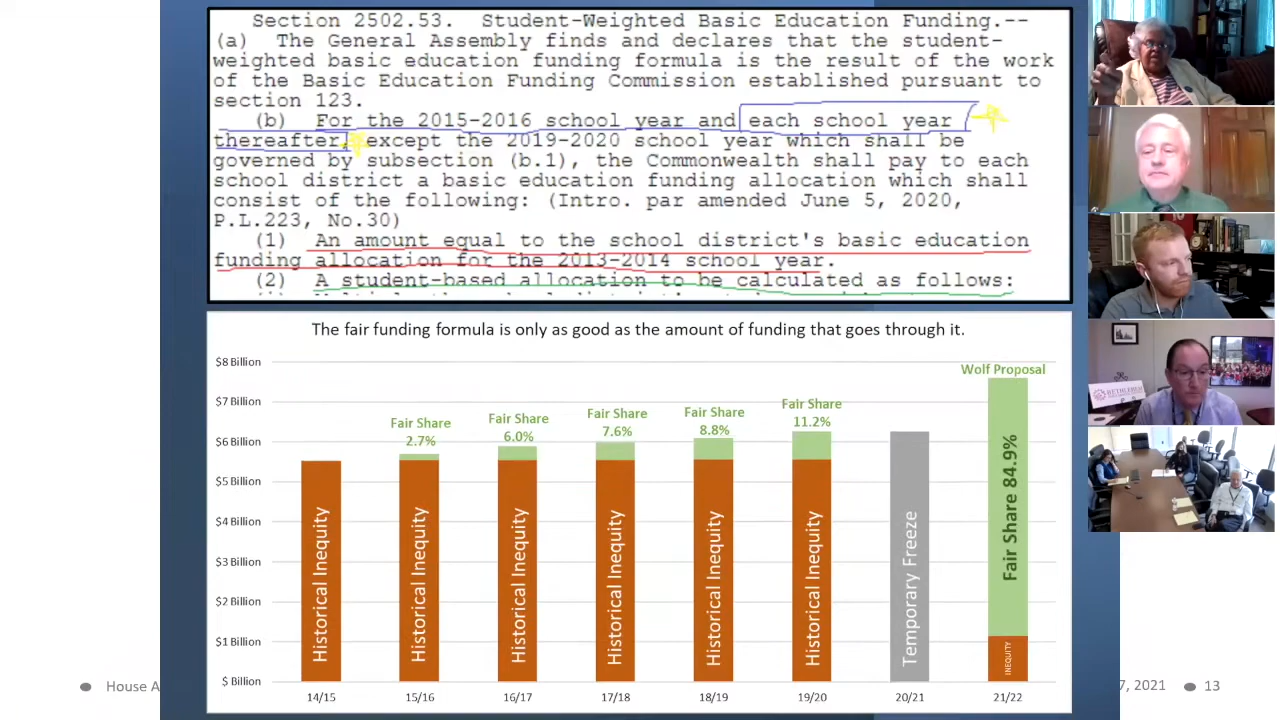 Section 2502.53. Student-Weighted Basic Education Funding.--
(a) The General Assembly finds and declares that the student-
weighted basic education funding formula is the result of the work
of the Basic Education Funding Commission established pursuant to
section 123.
(b) For the 2015-2016 school year and each school year
thereafter, except the 2019-2020 school year which shall be
governed by subsection (b.1), the Commonwealth shall pay to each
school district a basic education funding allocation which shall
consist of the following: (Intro. par amended June 5, 2020,
P.L.223, No.30)
(1) An amount equal to the school district's basic education
funding allocation for the 2013-2014 school year.
(2) A student-based allocation to be calculated as follows:
The fair funding formula is only as good as the amount of funding that goes through it.
$8 Billion
$7 Billion
$6 Billion
$5 Billion
$4 Billion
$3 Billion
$2 Billion
$1 Billion
$ Billion
Historical Inequity
Fair Share
2.7%
Historical Inequity
Fair Share
6.0%
Historical Inequity
Fair Share
7.6%
Historical Inequity
Fair Share
8.8%
Historical Inequity
Fair Share
11.2%
Historical Inequity
Temporary Freeze
Wolf Proposal
Fair Share 84.9%
INEQUITY
14/15 15/16 16/17 17/18 18/19 19/20 20/21 21/22
House A
7, 2021
13
BETHLEHEM